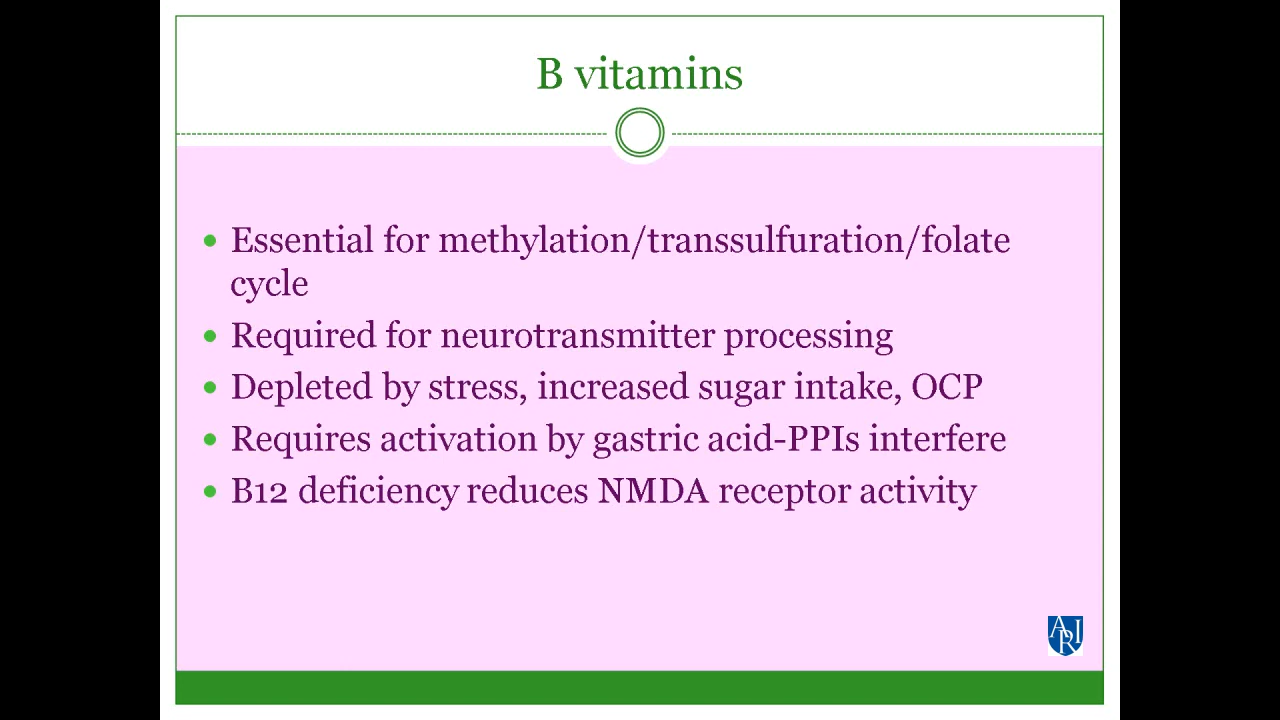 B vitamins
Essential for methylation/transsulfuration/folate
cycle
Required for neurotransmitter processing
Depleted by stress, increased sugar intake, OCP
Requires activation by gastric acid-PPIs interfere
B12 deficiency reduces NMDA receptor activity
ARI